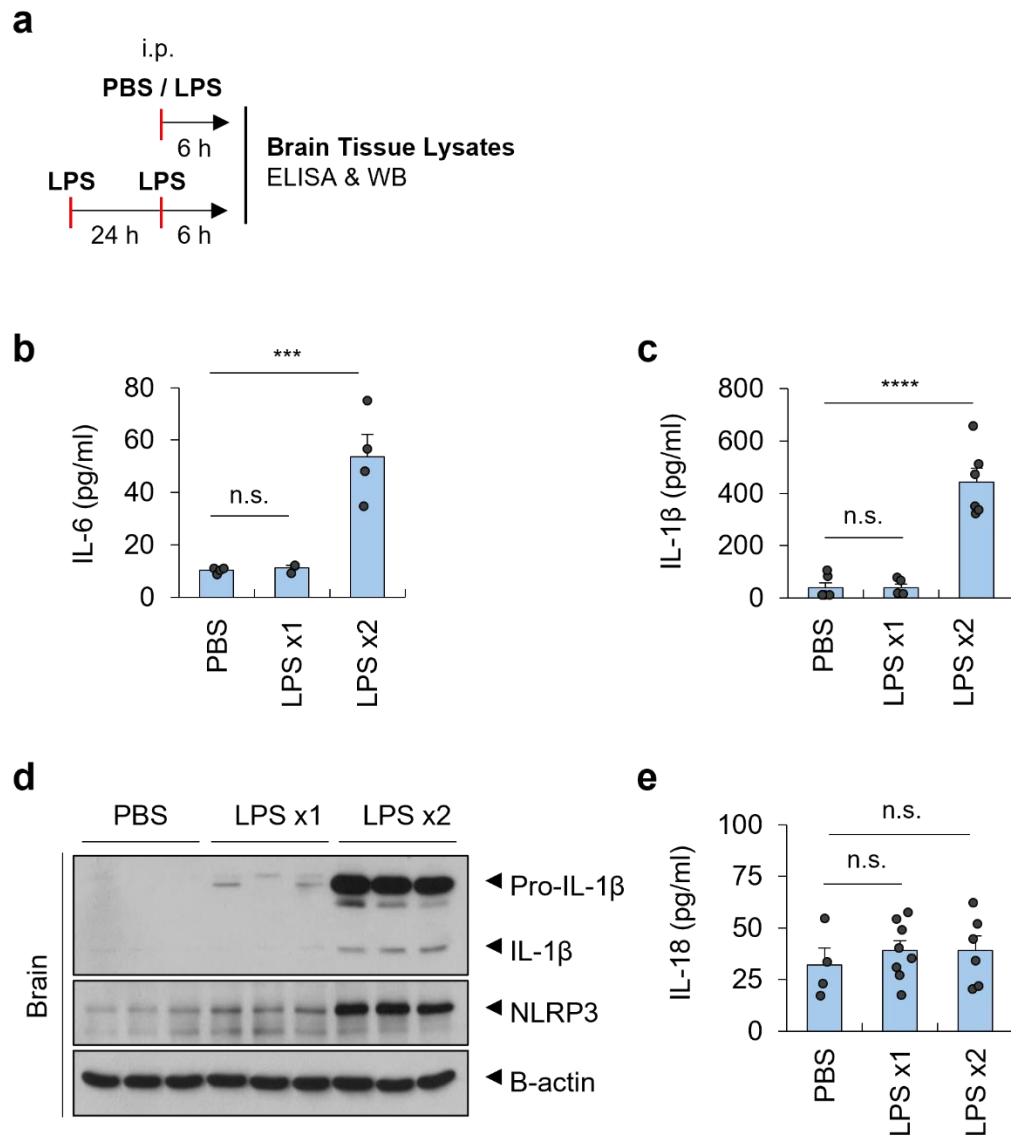 a
i.p.
PBS / LPS
6 h
LPS LPS
24 h 6 h
Brain Tissue Lysates
ELISA & WB
b
***
n.s.
IL-6 (pg/ml)
80
60
40
20
0
PBS
LPS x1
LPS x2
c
****
n.s.
IL-1β (pg/ml)
800
600
400
200
0
PBS
LPS x1
LPS x2
d
PBS LPS x1 LPS x2
Brain
Pro-IL-1β
IL-1β
NLRP3
B-actin
e
n.s.
n.s.
IL-18 (pg/ml)
100
75
50
25
0
PBS
LPS x1
LPS x2